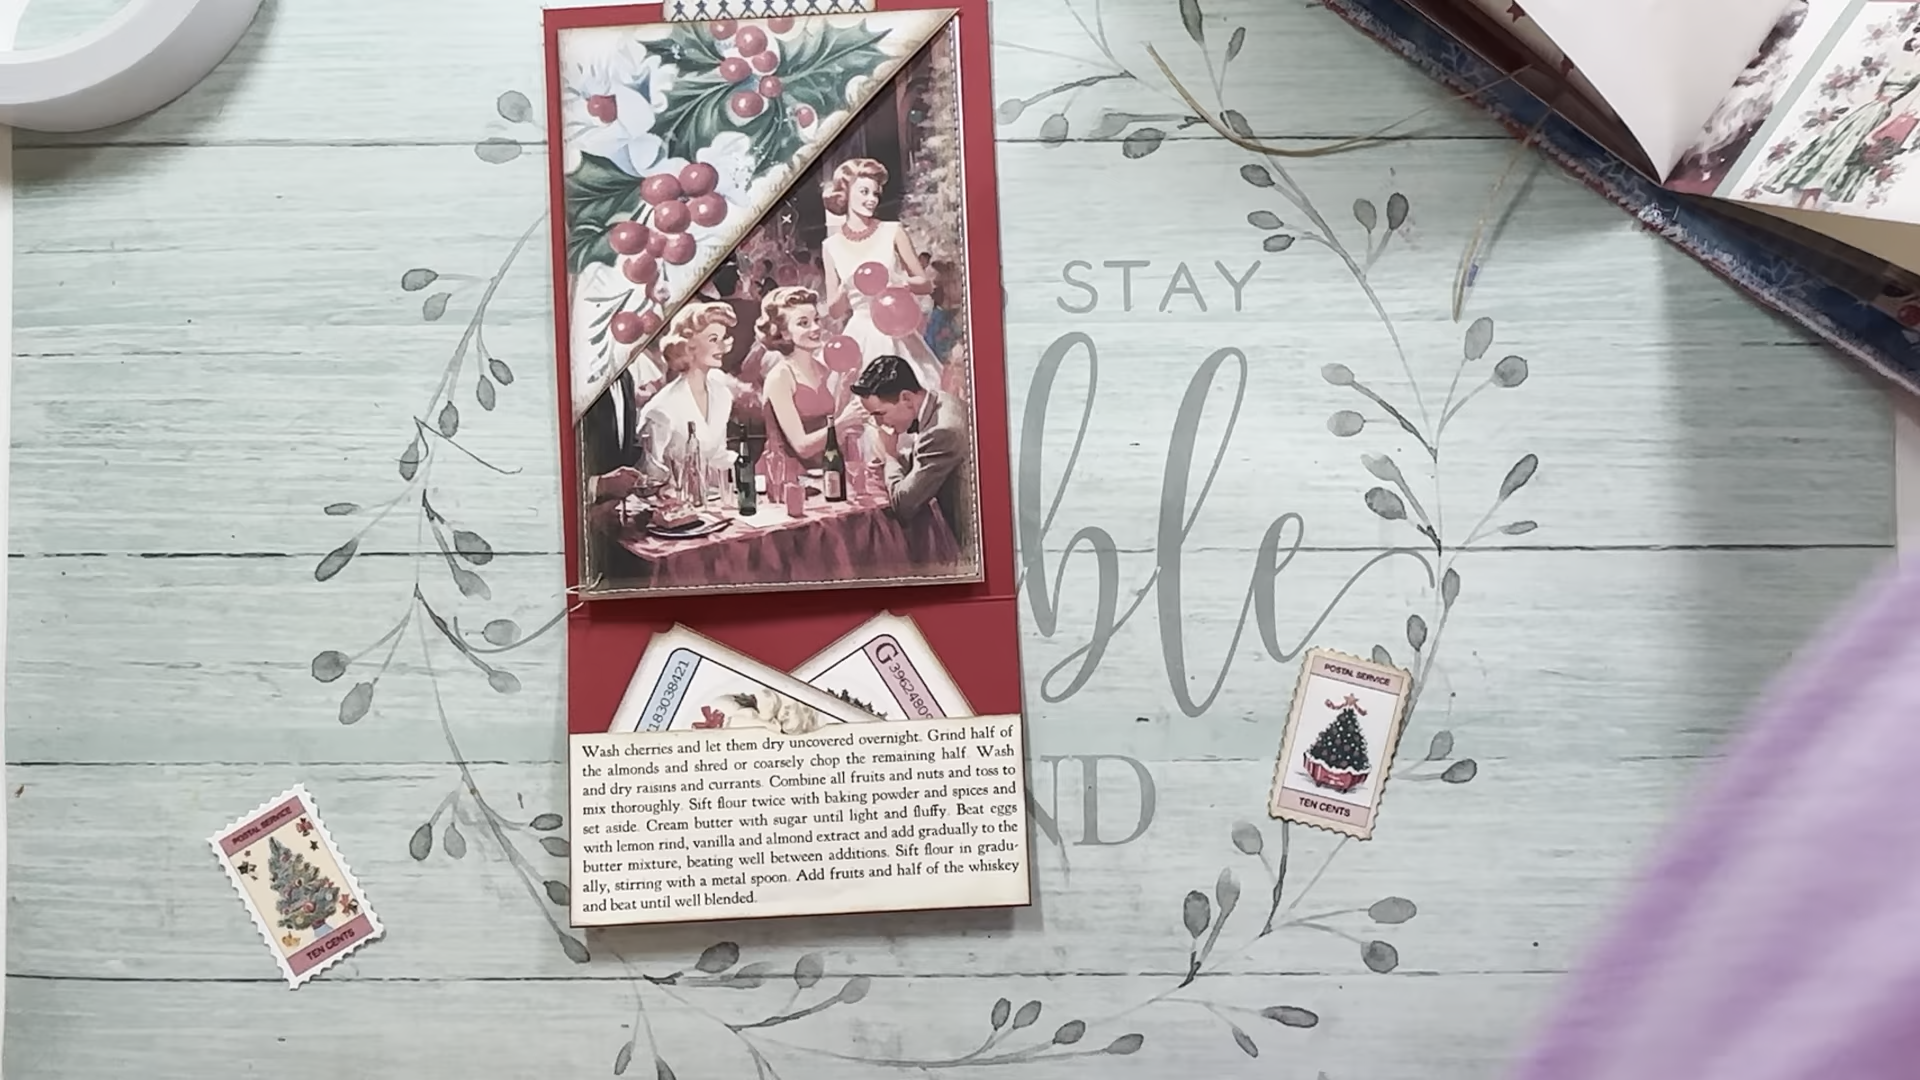 STAY
ble
ND
183038421
G 3962480
Wash cherries and let them dry uncovered overnight. Grind half of
the almonds and shred or coarsely chop the remaining half. Wash
and dry raisins and currants. Combine all fruits and nuts and toss to
mix thoroughly. Sift flour twice with baking powder and spices and
set aside. Cream butter with sugar until light and fluffy. Beat eggs
with lemon rind, vanilla and almond extract and add gradually to the
butter mixture, beating well between additions. Sift flour in gradu-
ally, stirring with a metal spoon. Add fruits and half of the whiskey
and beat until well blended.
POSTAL SERVICE
TEN CENTS
POSTAL SERVICE
TEN CENTS